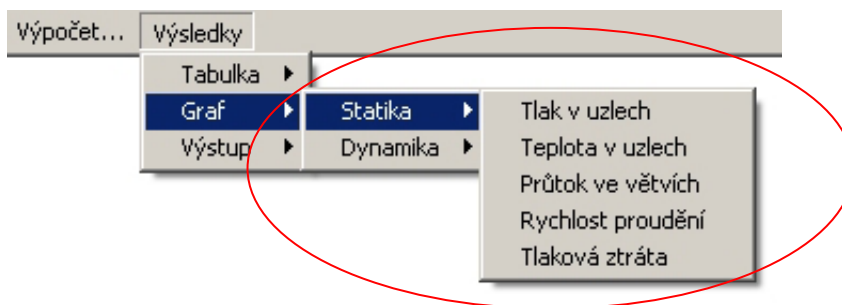 Výpočet... Výsledky
Tabulka
Graf
Výstup
Statika
Dynamika
Tlak v uzlech
Teplota v uzlech
Průtok ve větvích
Rychlost proudění
Tlaková ztráta